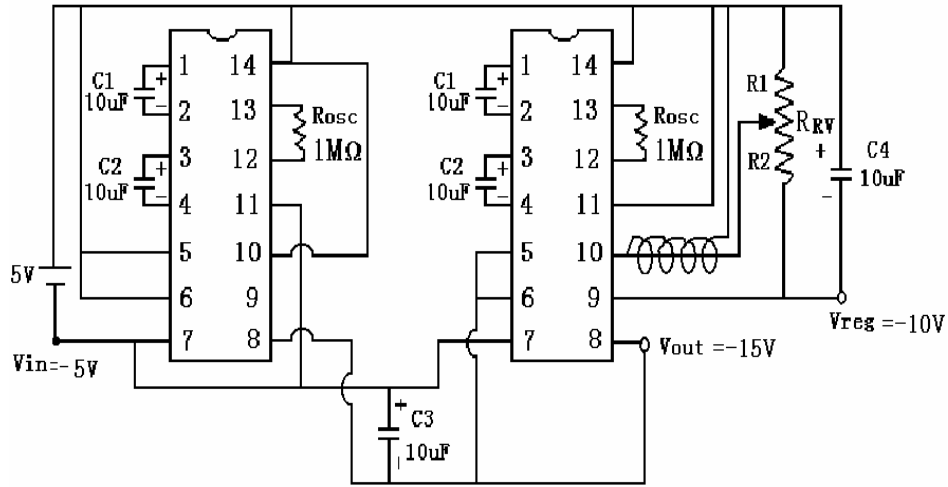 1 14
C1
+
10uF
-
2 13
Rosc
1MΩ
3 12
C2
+
10uF
-
4 11
5 10
6 9
7 8
5V
Vin=-5V
1 14
C1
+
10uF
-
2 13
Rosc
1MΩ
3 12
C2
+
10uF
-
4 11
5 10
6 9
7 8
R1
RRV
R2
+
C4
10uF
-
Vreg=-10V
Vout=-15V
+
C3
10uF
-